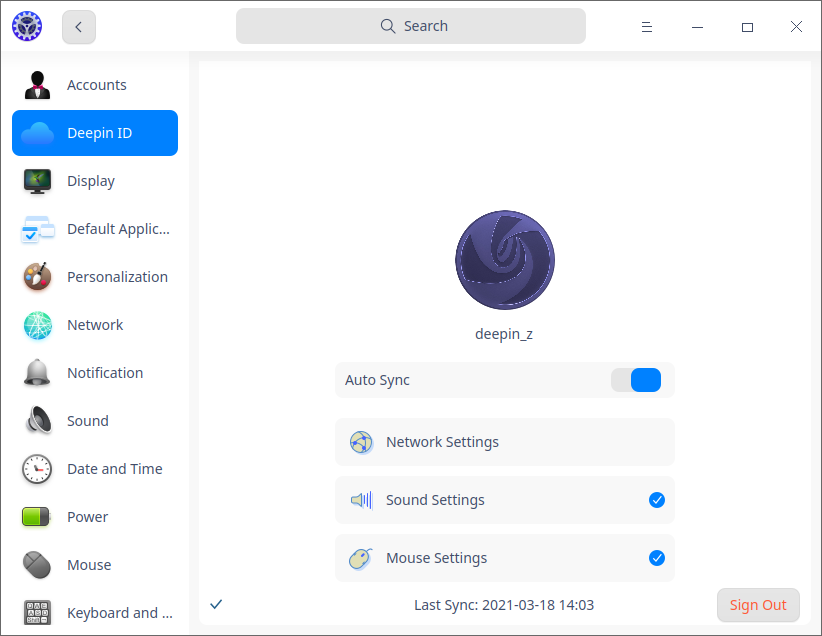 Search
Accounts
Deepin ID
Display
Default Applic...
Personalization
Network
Notification
Sound
Date and Time
Power
Mouse
Keyboard and ...
deepin_z
Auto Sync
Network Settings
Sound Settings
Mouse Settings
Last Sync: 2021-03-18 14:03
Sign Out